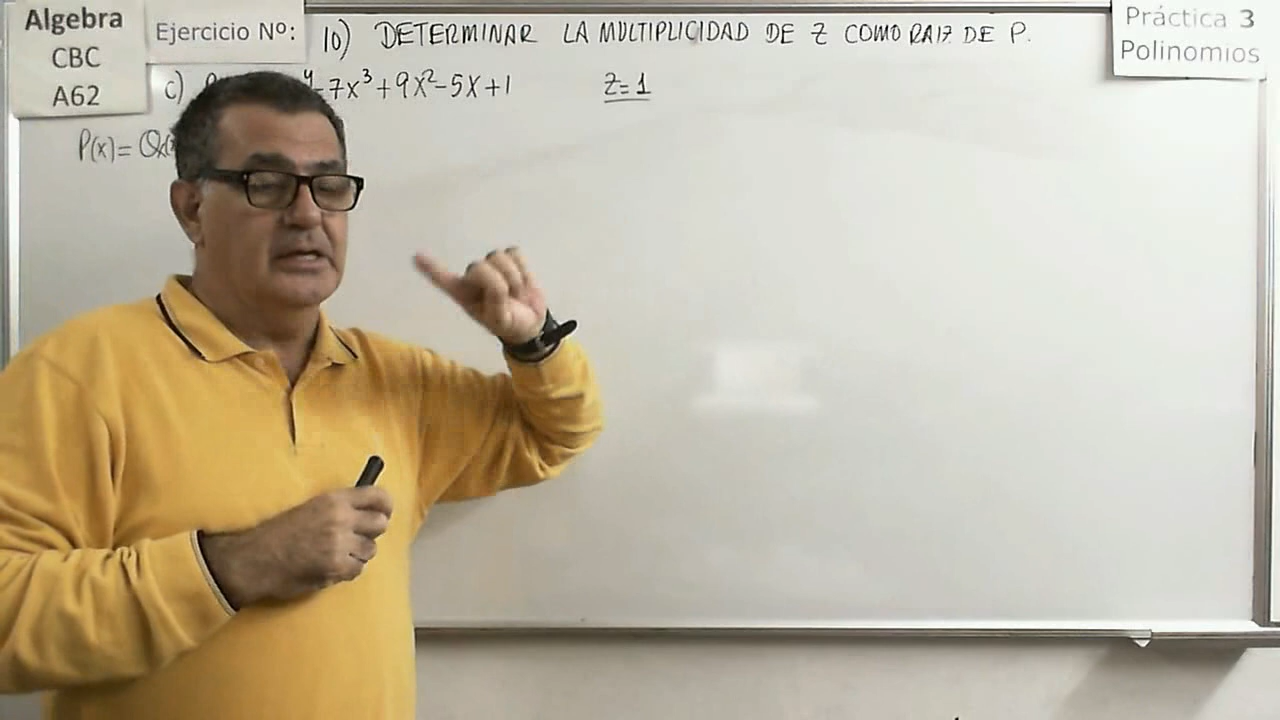 Algebra
CBC
A62
Ejercicio Nº:
10) DETERMINAR LA MULTIPLICIDAD DE Z COMO RAIZ DE P.
Práctica 3
Polinomios
c) -7x³+9x²-5x+1 Z=1
P(x)=